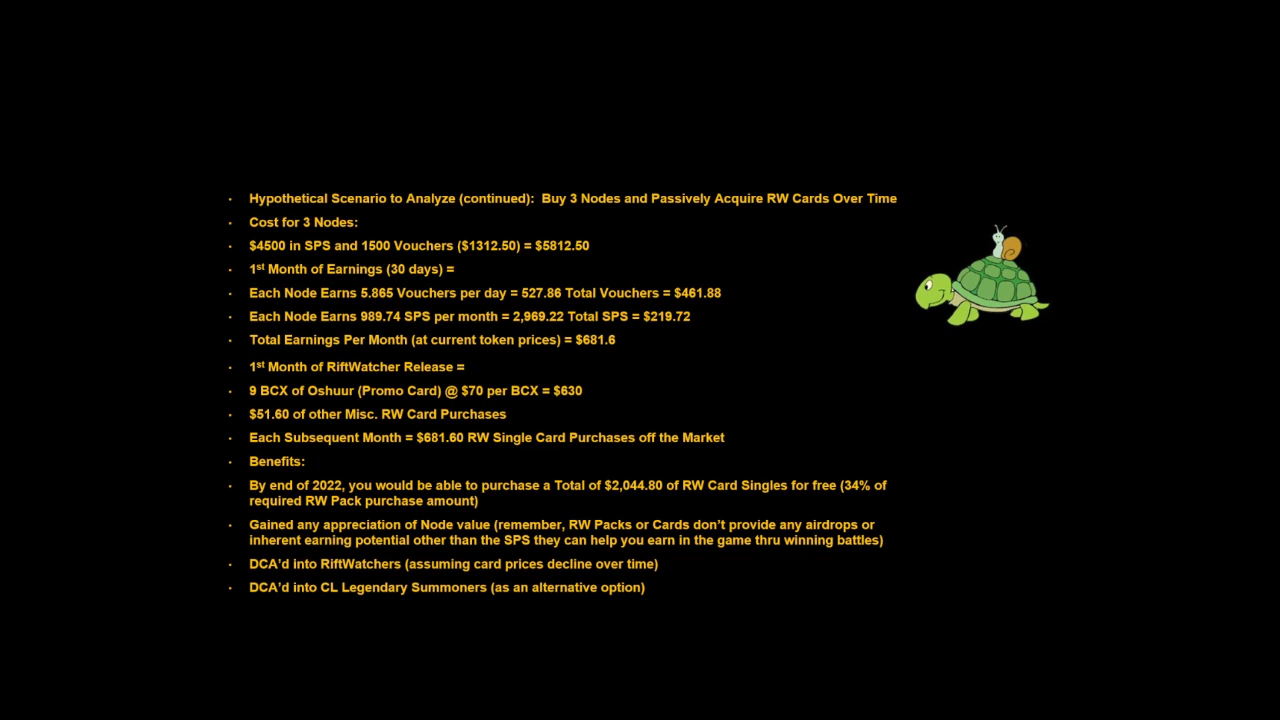 · Hypothetical Scenario to Analyze (continued):  Buy 3 Nodes and Passively Acquire RW Cards Over Time
· Cost for 3 Nodes:
· $4500 in SPS and 1500 Vouchers ($1312.50) = $5812.50
· 1st Month of Earnings (30 days) =
· Each Node Earns 5.865 Vouchers per day = 527.86 Total Vouchers = $461.88
· Each Node Earns 989.74 SPS per month = 2,969.22 Total SPS = $219.72
· Total Earnings Per Month (at current token prices) = $681.6
· 1st Month of RiftWatcher Release =
· 9 BCX of Oshuur (Promo Card) @ $70 per BCX = $630
· $51.60 of other Misc. RW Card Purchases
· Each Subsequent Month = $681.60 RW Single Card Purchases off the Market
· Benefits:
· By end of 2022, you would be able to purchase a Total of $2,044.80 of RW Card Singles for free (34% of
required RW Pack purchase amount)
· Gained any appreciation of Node value (remember, RW Packs or Cards don’t provide any airdrops or
inherent earning potential other than the SPS they can help you earn in the game thru winning battles)
· DCA’d into RiftWatchers (assuming card prices decline over time)
· DCA’d into CL Legendary Summoners (as an alternative option)